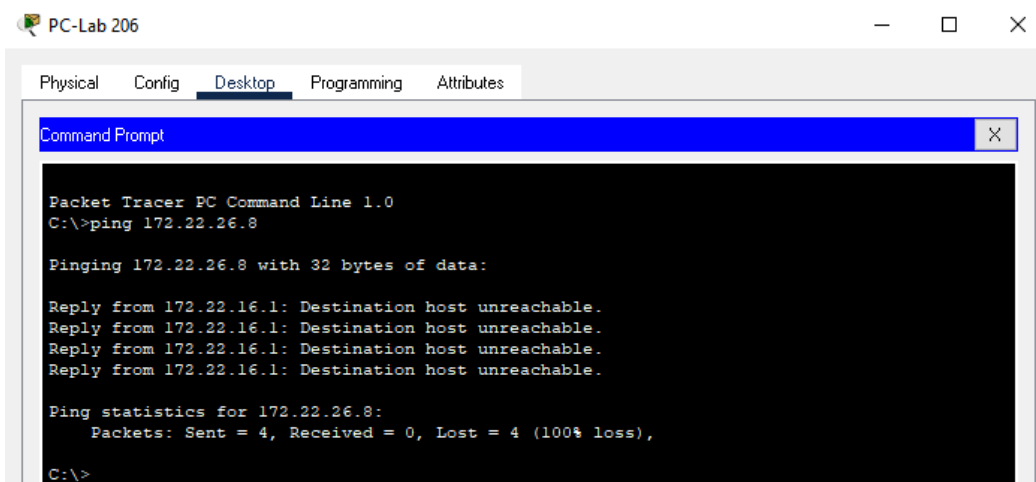 PC-Lab 206
Physical Config Desktop Programming Attributes
Command Prompt X
Packet Tracer PC Command Line 1.0
C:\>ping 172.22.26.8
Pinging 172.22.26.8 with 32 bytes of data:
Reply from 172.22.16.1: Destination host unreachable.
Reply from 172.22.16.1: Destination host unreachable.
Reply from 172.22.16.1: Destination host unreachable.
Reply from 172.22.16.1: Destination host unreachable.
Ping statistics for 172.22.26.8:
Packets: Sent = 4, Received = 0, Lost = 4 (100% loss),
C:\>